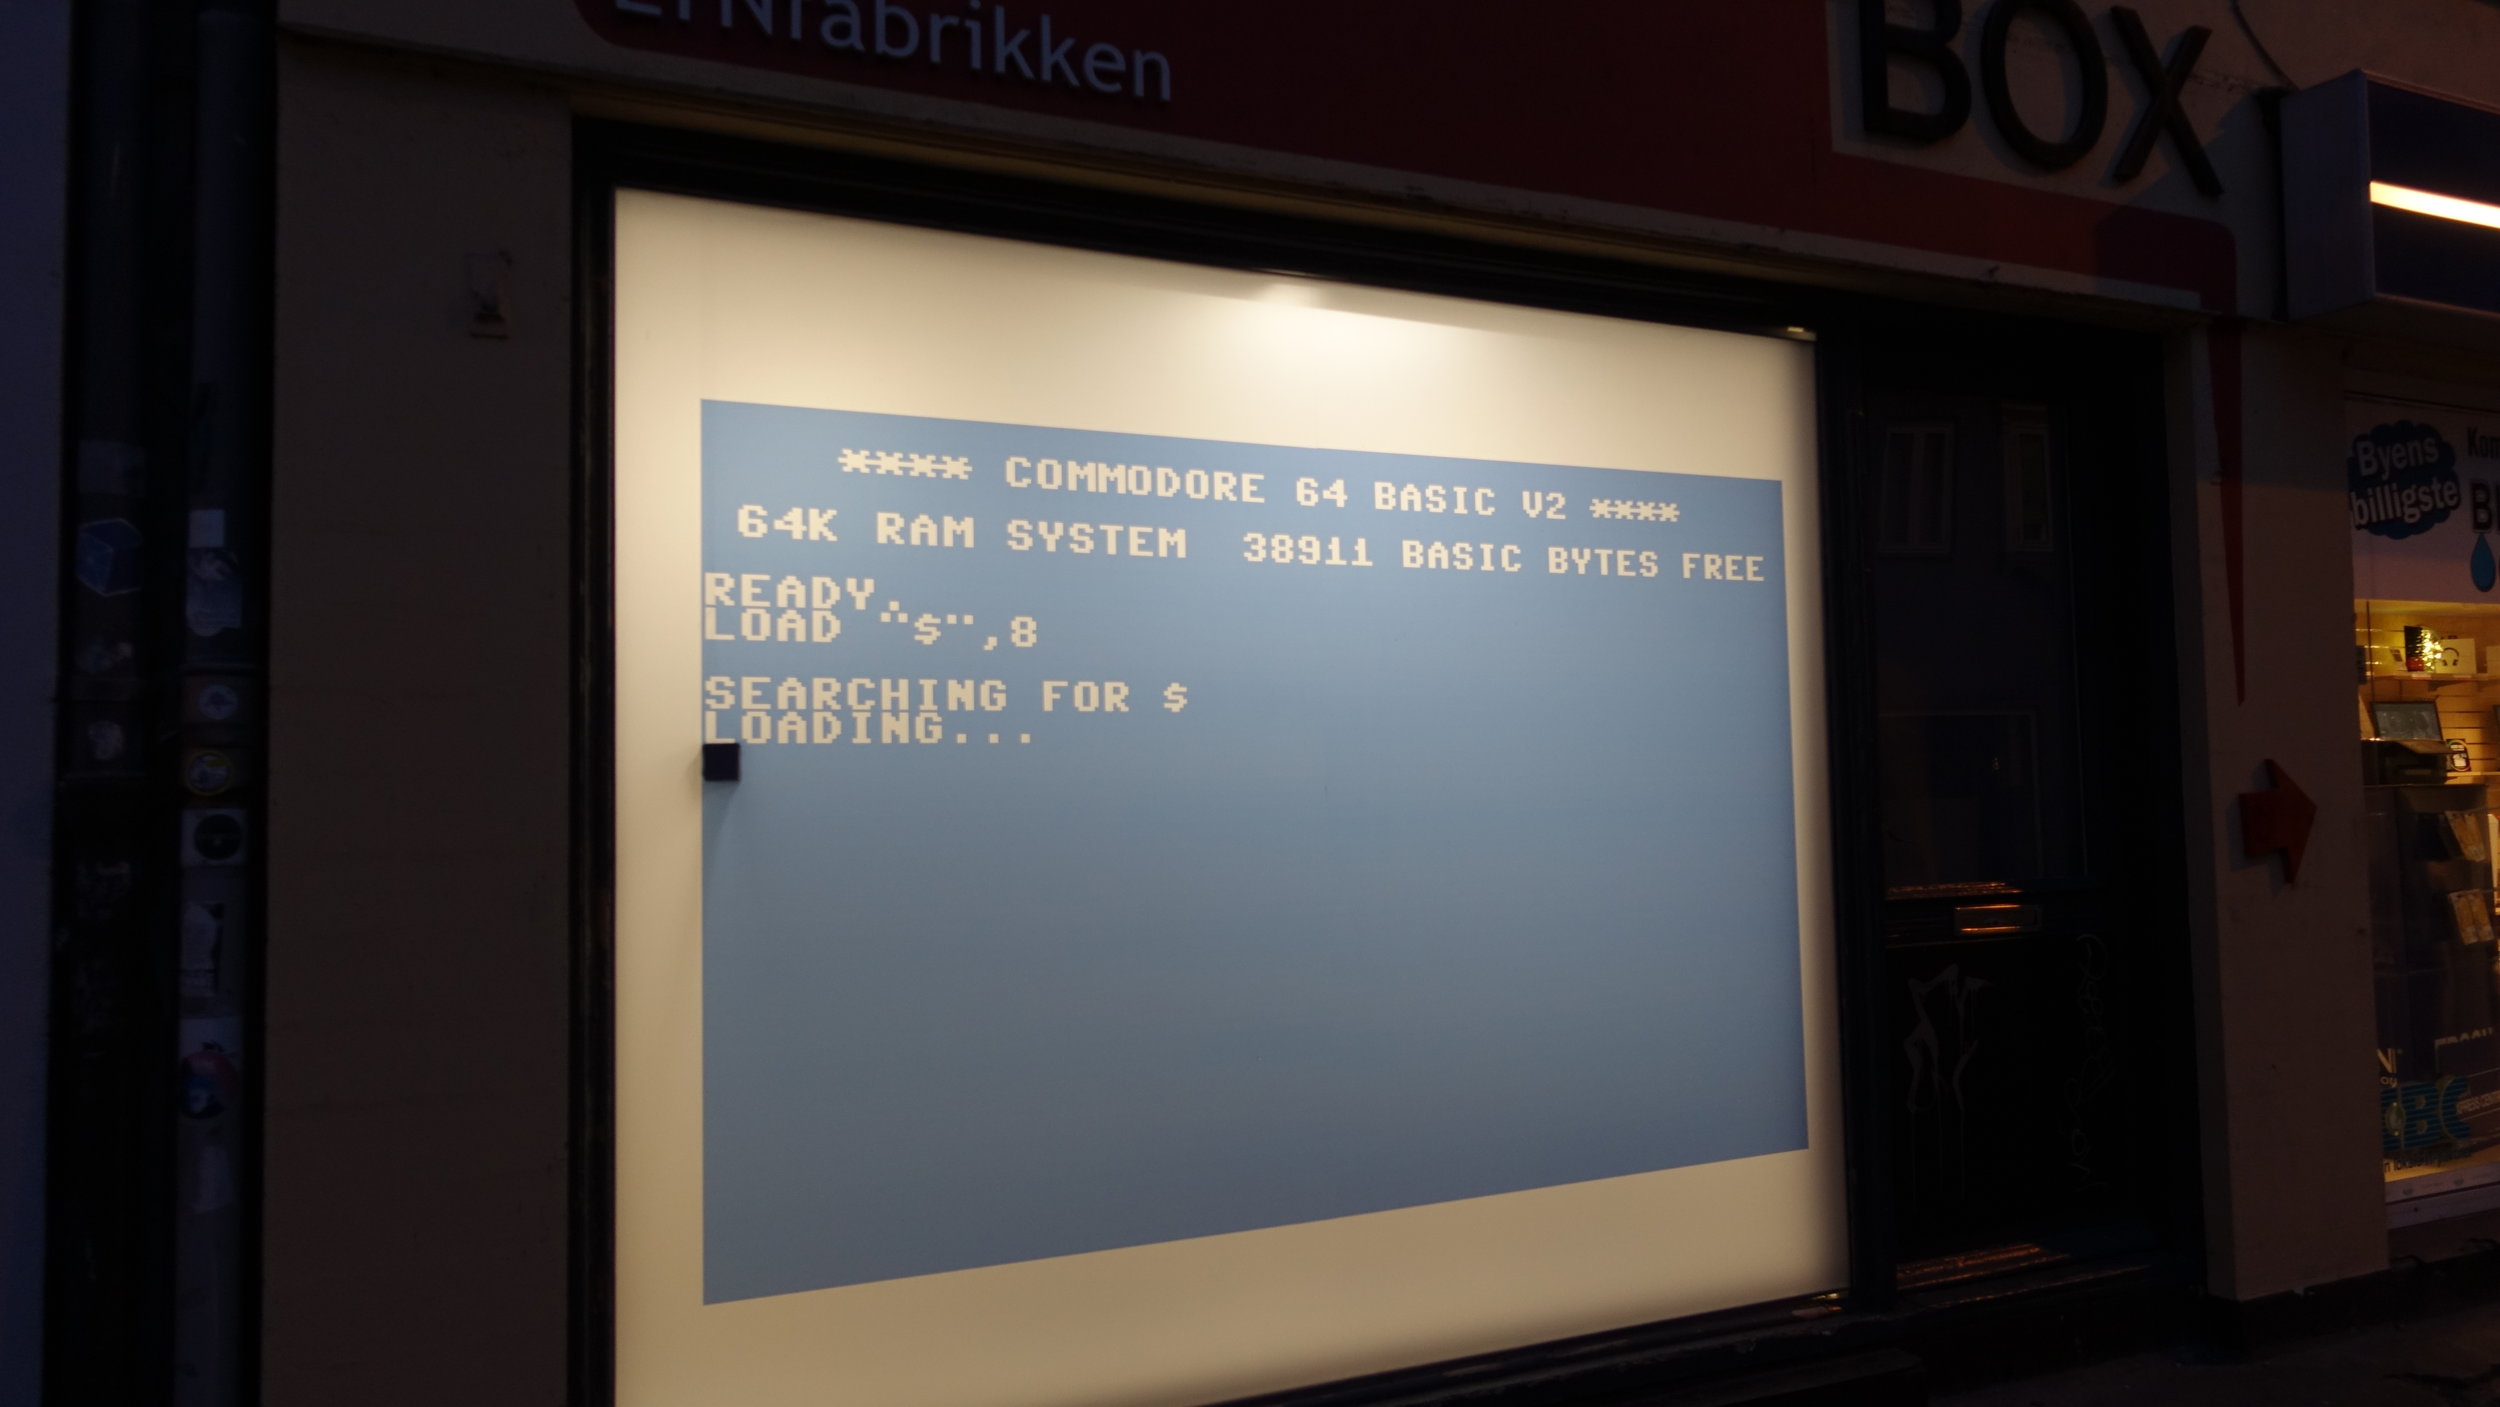 fabrikken
BOX
**** COMMODORE 64 BASIC V2 ****
64K RAM SYSTEM  38911 BASIC BYTES FREE
READY.
LOAD "$",8
SEARCHING FOR $
LOADING...
Byens
billigste